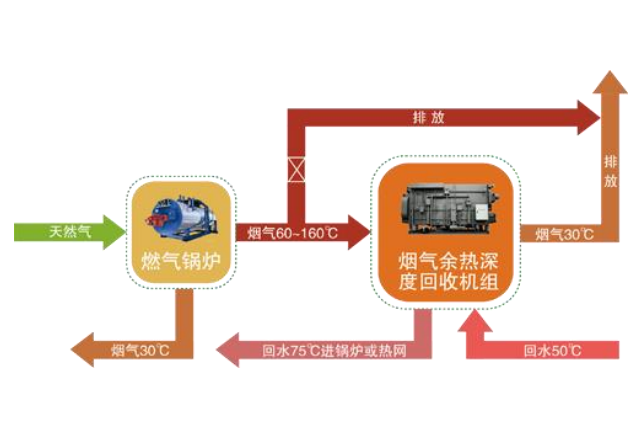 排放
排放
天然气
烟气60~160℃
烟气30℃
燃气锅炉
烟气余热深
度回收机组
烟气30℃
回水75℃进锅炉或热网
回水50℃